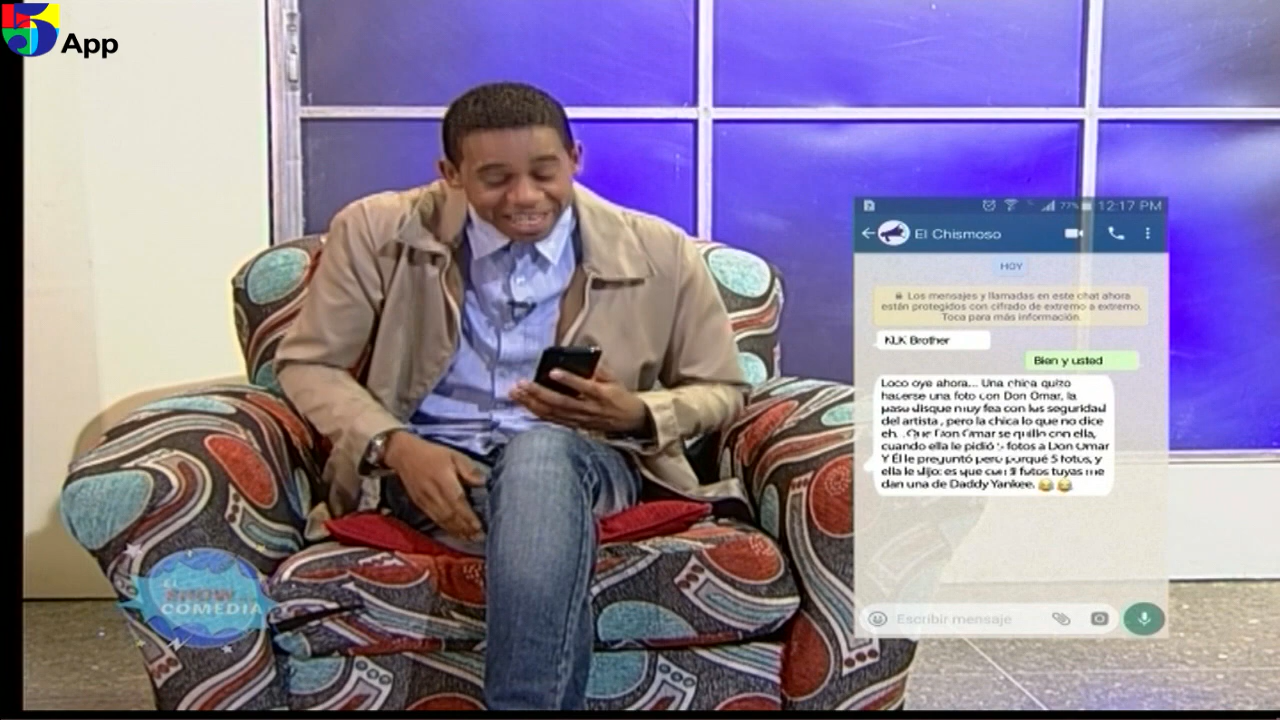 5 App
77% 12:17 PM
El Chismoso
HOY
Los mensajes y llamadas en este chat ahora
están protegidos con cifrado de extremo a extremo.
Toca para más información.
KLK Brother
Bien y usted
Loco oye ahora... Una chica quizo
hacerse una foto con Don Omar, la
paso disque muy fea con los seguridad
del artista, pero la chica lo que no dice
eh. . Que Don Omar se quillo con ella,
cuando ella le pidió 5 fotos a Don Omar
Y Él le preguntó pero porqué 5 fotos, y
ella le dijo: es que con 5 fotos tuyas me
dan una de Daddy Yankee. 😂 😂
Escribir mensaje
EL
SHOW...
COMEDIA